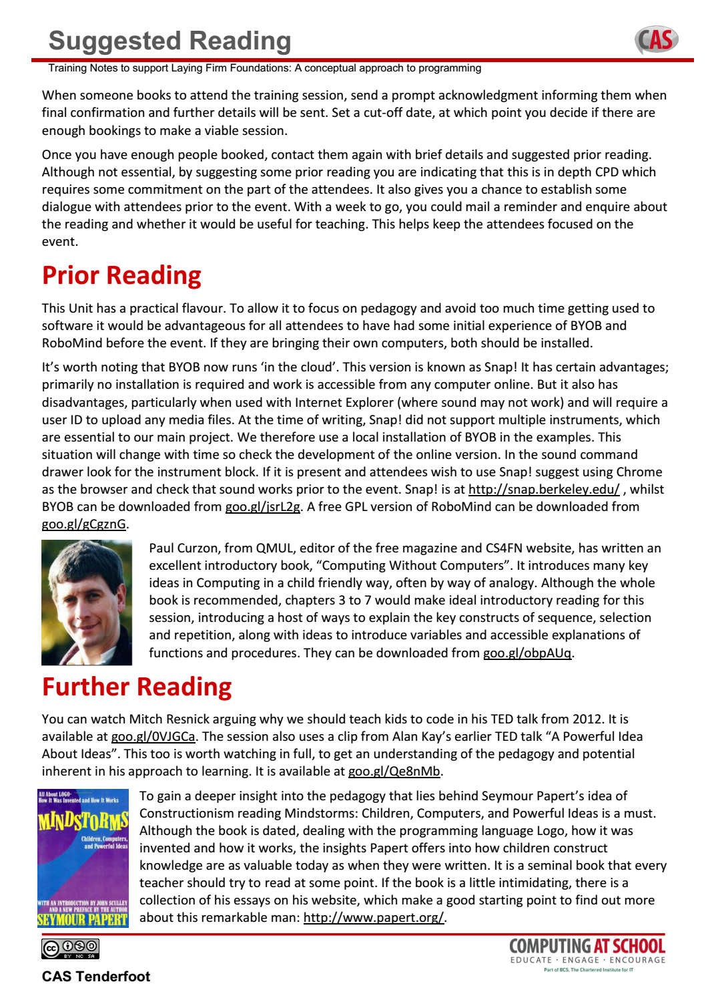 Suggested Reading
CAS
Training Notes to support Laying Firm Foundations: A conceptual approach to programming
When someone books to attend the training session, send a prompt acknowledgment informing them when
final confirmation and further details will be sent. Set a cut-off date, at which point you decide if there are
enough bookings to make a viable session.
Once you have enough people booked, contact them again with brief details and suggested prior reading.
Although not essential, by suggesting some prior reading you are indicating that this is in depth CPD which
requires some commitment on the part of the attendees. It also gives you a chance to establish some
dialogue with attendees prior to the event. With a week to go, you could mail a reminder and enquire about
the reading and whether it would be useful for teaching. This helps keep the attendees focused on the
event.
Prior Reading
This Unit has a practical flavour. To allow it to focus on pedagogy and avoid too much time getting used to
software it would be advantageous for all attendees to have had some initial experience of BYOB and
RoboMind before the event. If they are bringing their own computers, both should be installed.
It’s worth noting that BYOB now runs ‘in the cloud’. This version is known as Snap! It has certain advantages;
primarily no installation is required and work is accessible from any computer online. But it also has
disadvantages, particularly when used with Internet Explorer (where sound may not work) and will require a
user ID to upload any media files. At the time of writing, Snap! did not support multiple instruments, which
are essential to our main project. We therefore use a local installation of BYOB in the examples. This
situation will change with time so check the development of the online version. In the sound command
drawer look for the instrument block. If it is present and attendees wish to use Snap! suggest using Chrome
as the browser and check that sound works prior to the event. Snap! is at http://snap.berkeley.edu/ , whilst
BYOB can be downloaded from goo.gl/jsrL2g. A free GPL version of RoboMind can be downloaded from
goo.gl/gCgznG.
Paul Curzon, from QMUL, editor of the free magazine and CS4FN website, has written an
excellent introductory book, “Computing Without Computers”. It introduces many key
ideas in Computing in a child friendly way, often by way of analogy. Although the whole
book is recommended, chapters 3 to 7 would make ideal introductory reading for this
session, introducing a host of ways to explain the key constructs of sequence, selection
and repetition, along with ideas to introduce variables and accessible explanations of
functions and procedures. They can be downloaded from goo.gl/obpAUq.
Further Reading
You can watch Mitch Resnick arguing why we should teach kids to code in his TED talk from 2012. It is
available at goo.gl/0VJGCa. The session also uses a clip from Alan Kay’s earlier TED talk “A Powerful Idea
About Ideas”. This too is worth watching in full, to get an understanding of the pedagogy and potential
inherent in his approach to learning. It is available at goo.gl/Qe8nMb.
All About LOGO-
How It Was Invented and How It Works
MINDSTORMS
Children, Computers,
and Powerful Ideas
WITH AN INTRODUCTION BY JOHN SCULLEY
AND A NEW PREFACE BY THE AUTHOR
SEYMOUR PAPERT
To gain a deeper insight into the pedagogy that lies behind Seymour Papert’s idea of
Constructionism reading Mindstorms: Children, Computers, and Powerful Ideas is a must.
Although the book is dated, dealing with the programming language Logo, how it was
invented and how it works, the insights Papert offers into how children construct
knowledge are as valuable today as when they were written. It is a seminal book that every
teacher should try to read at some point. If the book is a little intimidating, there is a
collection of his essays on his website, which make a good starting point to find out more
about this remarkable man: http://www.papert.org/.
cc
BY NC SA
COMPUTING AT SCHOOL
EDUCATE · ENGAGE · ENCOURAGE
Part of BCS, The Chartered Institute for IT
CAS Tenderfoot